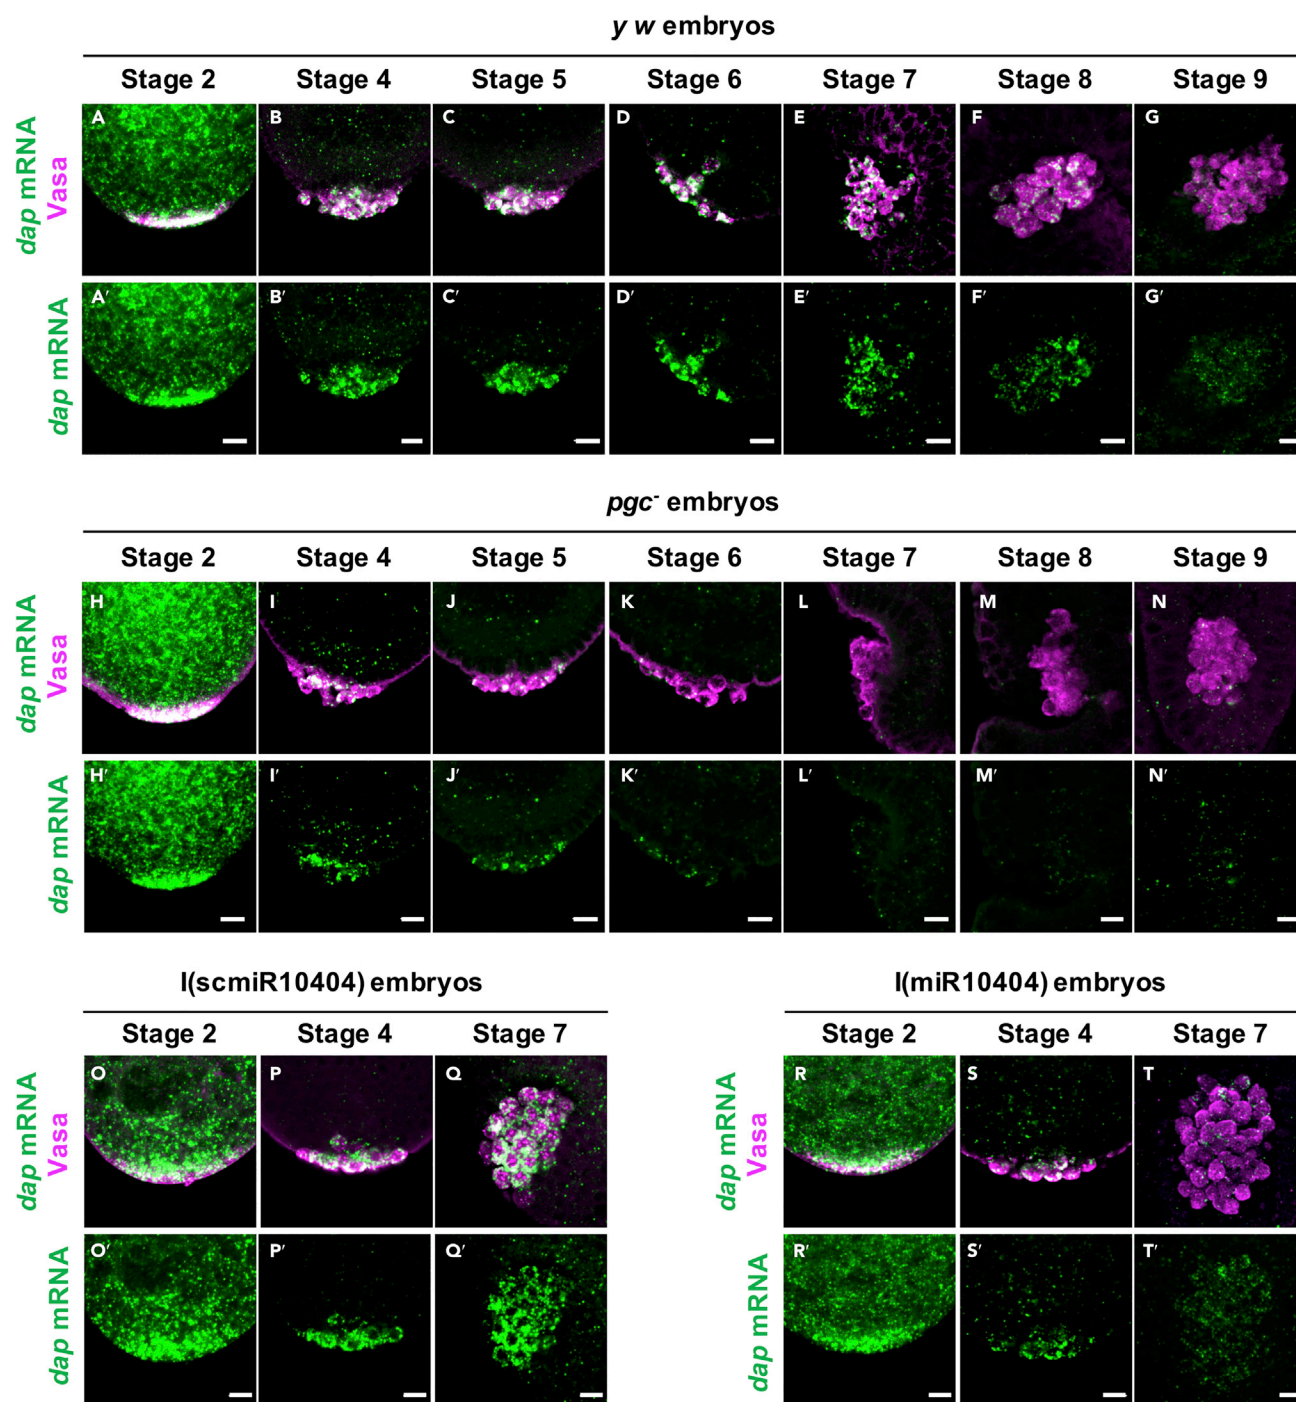 y w embryos
Stage 2 Stage 4 Stage 5 Stage 6 Stage 7 Stage 8 Stage 9
dap mRNA
Vasa
A B C D E F G
dap mRNA
A′ B′ C′ D′ E′ F′ G′
pgc- embryos
Stage 2 Stage 4 Stage 5 Stage 6 Stage 7 Stage 8 Stage 9
dap mRNA
Vasa
H I J K L M N
dap mRNA
H′ I′ J′ K′ L′ M′ N′
I(scmiR10404) embryos
Stage 2 Stage 4 Stage 7
dap mRNA
Vasa
O P Q
dap mRNA
O′ P′ Q′
I(miR10404) embryos
Stage 2 Stage 4 Stage 7
dap mRNA
Vasa
R S T
dap mRNA
R′ S′ T′